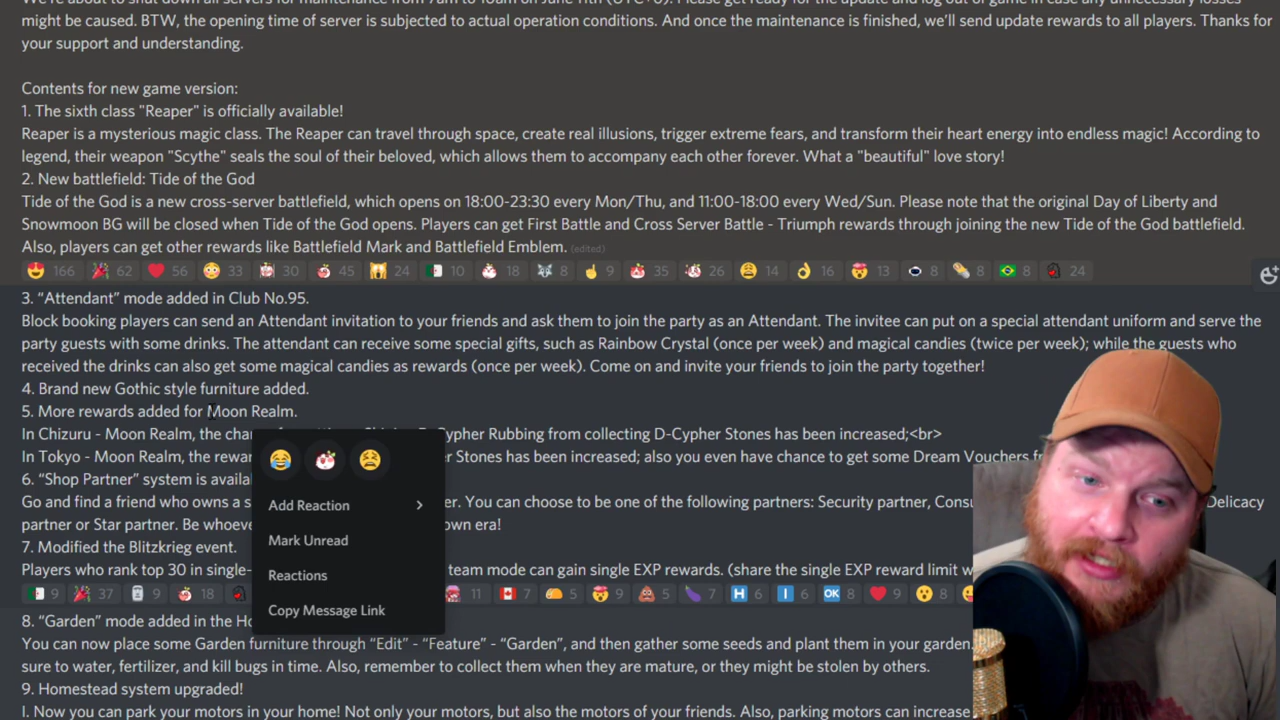 We're about to shut down all servers for maintenance from 7am to 10am on June 11th (UTC+0). Please get ready for the update and log out of game in case any unnecessary losses
might be caused. BTW, the opening time of server is subjected to actual operation conditions. And once the maintenance is finished, we'll send update rewards to all players. Thanks for
your support and understanding.
Contents for new game version:
1. The sixth class "Reaper" is officially available!
Reaper is a mysterious magic class. The Reaper can travel through space, create real illusions, trigger extreme fears, and transform their heart energy into endless magic! According to
legend, their weapon "Scythe" seals the soul of their beloved, which allows them to accompany each other forever. What a "beautiful" love story!
2. New battlefield: Tide of the God
Tide of the God is a new cross-server battlefield, which opens on 18:00-23:30 every Mon/Thu, and 11:00-18:00 every Wed/Sun. Please note that the original Day of Liberty and
Snowmoon BG will be closed when Tide of the God opens. Players can get First Battle and Cross Server Battle - Triumph rewards through joining the new Tide of the God battlefield.
Also, players can get other rewards like Battlefield Mark and Battlefield Emblem. (edited)
166 62 56 33 30 45 24 10 18 8 9 35 26 14 16 13 8 8 8 24
3. “Attendant” mode added in Club No.95.
Block booking players can send an Attendant invitation to your friends and ask them to join the party as an Attendant. The invitee can put on a special attendant uniform and serve the
party guests with some drinks. The attendant can receive some special gifts, such as Rainbow Crystal (once per week) and magical candies (twice per week); while the guests who
received the drinks can also get some magical candies as rewards (once per week). Come on and invite your friends to join the party together!
4. Brand new Gothic style furniture added.
5. More rewards added for Moon Realm.
In Chizuru - Moon Realm, the D-Cypher Rubbing from collecting D-Cypher Stones has been increased;<br>
In Tokyo - Moon Realm, the Stones has been increased; also you even have chance to get some Dream Vouchers
6. “Shop Partner” system is
Go and find a friend who owns a You can choose to be one of the following partners: Security partner, Delicacy
partner or Star partner. Be own era!
7. Modified the Blitzkrieg event.
Players who rank top 30 in single- team mode can gain single EXP rewards. (share the single EXP reward limit
9 37 9 18 11 7 5 9 5 7 H 6 I 6 OK 8 9 8
Add Reaction
Mark Unread
Reactions
Copy Message Link
8. “Garden” mode added in the
You can now place some Garden furniture through “Edit” - “Feature” - “Garden”, and then gather some seeds and plant them in your garden.
sure to water, fertilizer, and kill bugs in time. Also, remember to collect them when they are mature, or they might be stolen by others.
9. Homestead system upgraded!
I. Now you can park your motors in your home! Not only your motors, but also the motors of your friends. Also, parking motors can increase